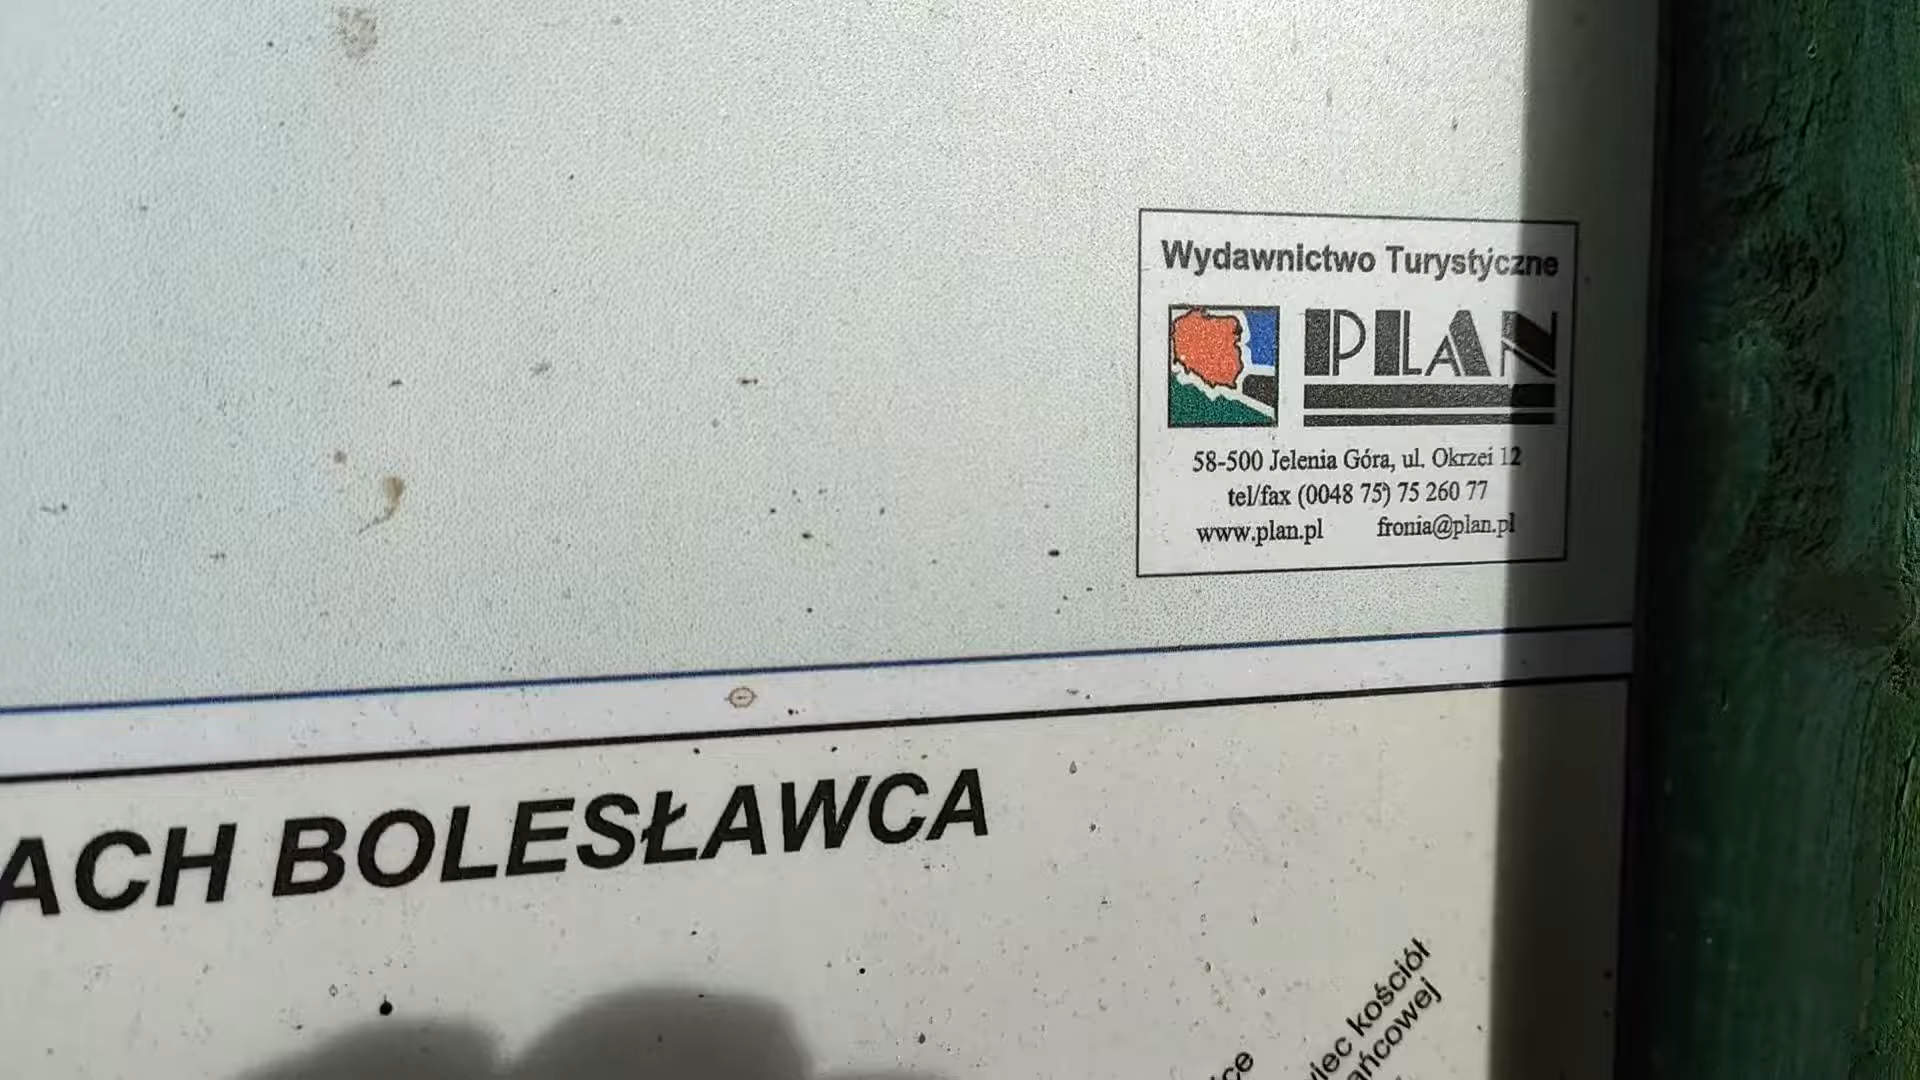 Wydawnictwo Turystyczne
PLAN
58-500 Jelenia Góra, ul. Okrzei 12
tel/fax (0048 75) 75 260 77
www.plan.pl fronia@plan.pl
ACH BOLESŁAWCA
kościół